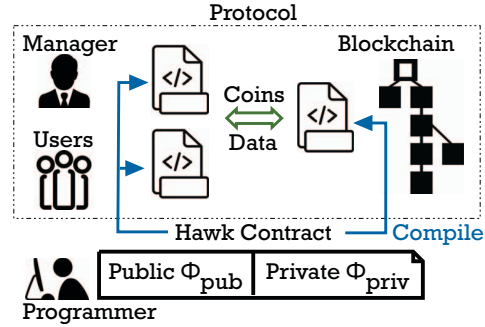 Protocol
Manager
Blockchain
</>
</>
Coins
Data
</>
Users
</>
Hawk Contract
Compile
Public Φpub
Private Φpriv
Programmer